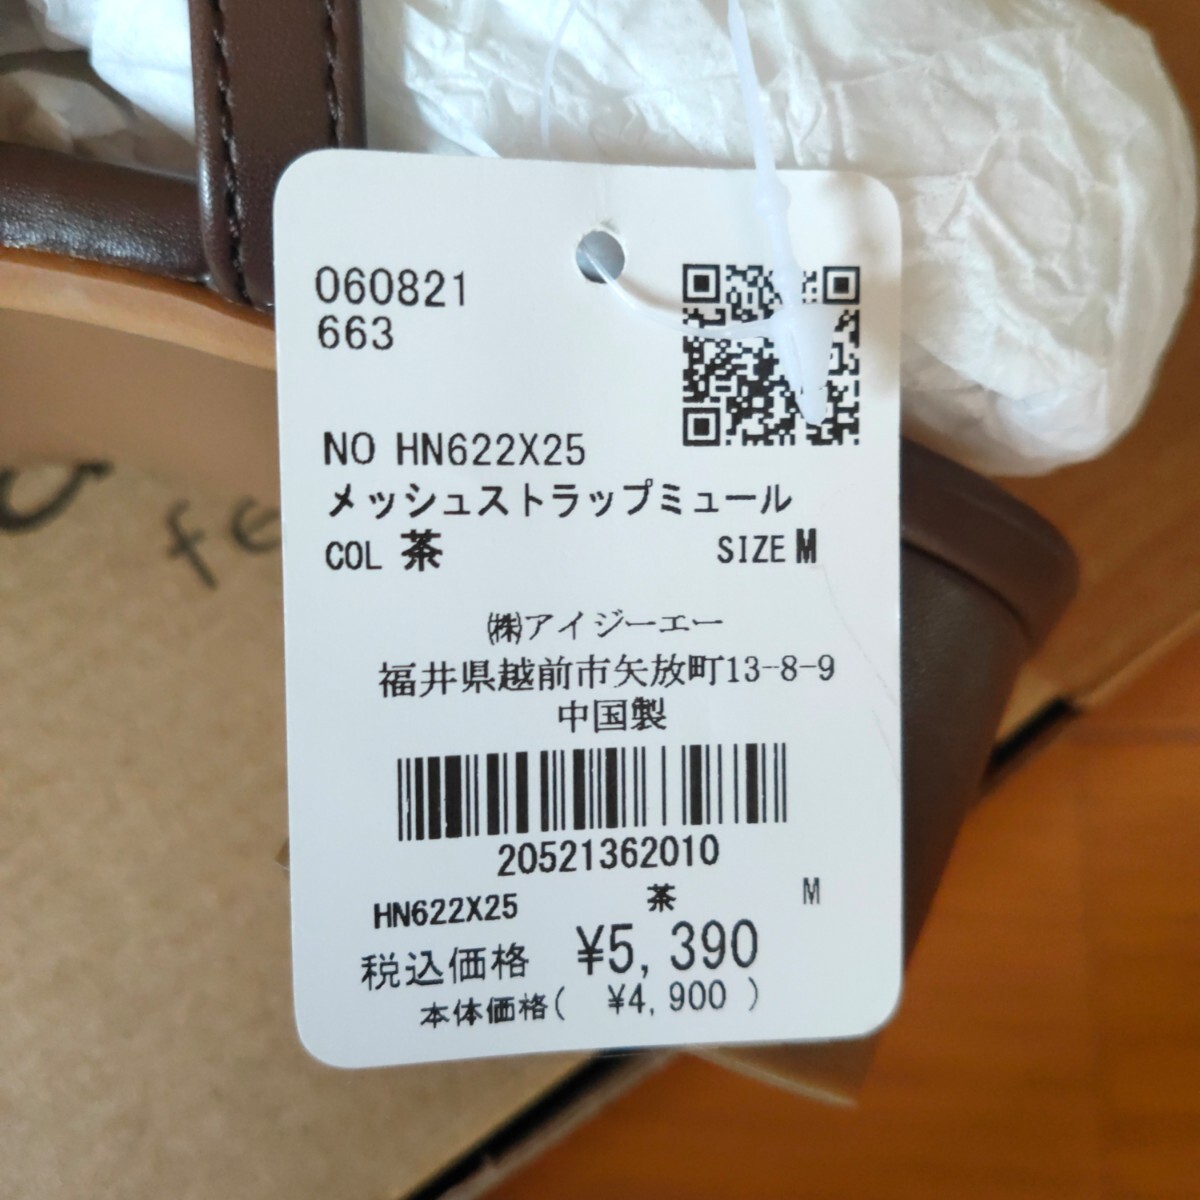 060821
663
NO HN622X25
メッシュストラップミュール
COL 茶 SIZE M
㈱アイジーエー
福井県越前市矢放町13-8-9
中国製
20521362010
HN622X25 茶 M
税込価格 ¥5,390
本体価格( ¥4,900 )